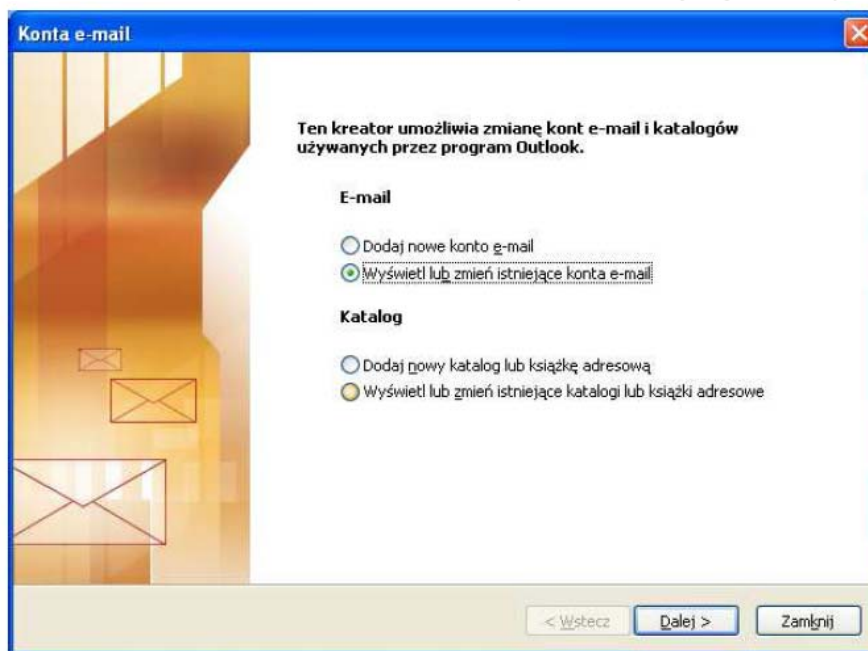 Konta e-mail
Ten kreator umożliwia zmianę kont e-mail i katalogów
używanych przez program Outlook.
E-mail
Dodaj nowe konto e-mail
Wyświetl lub zmień istniejące konta e-mail
Katalog
Dodaj nowy katalog lub książkę adresową
Wyświetl lub zmień istniejące katalogi lub książki adresowe
< Wstecz Dalej > Zamknij